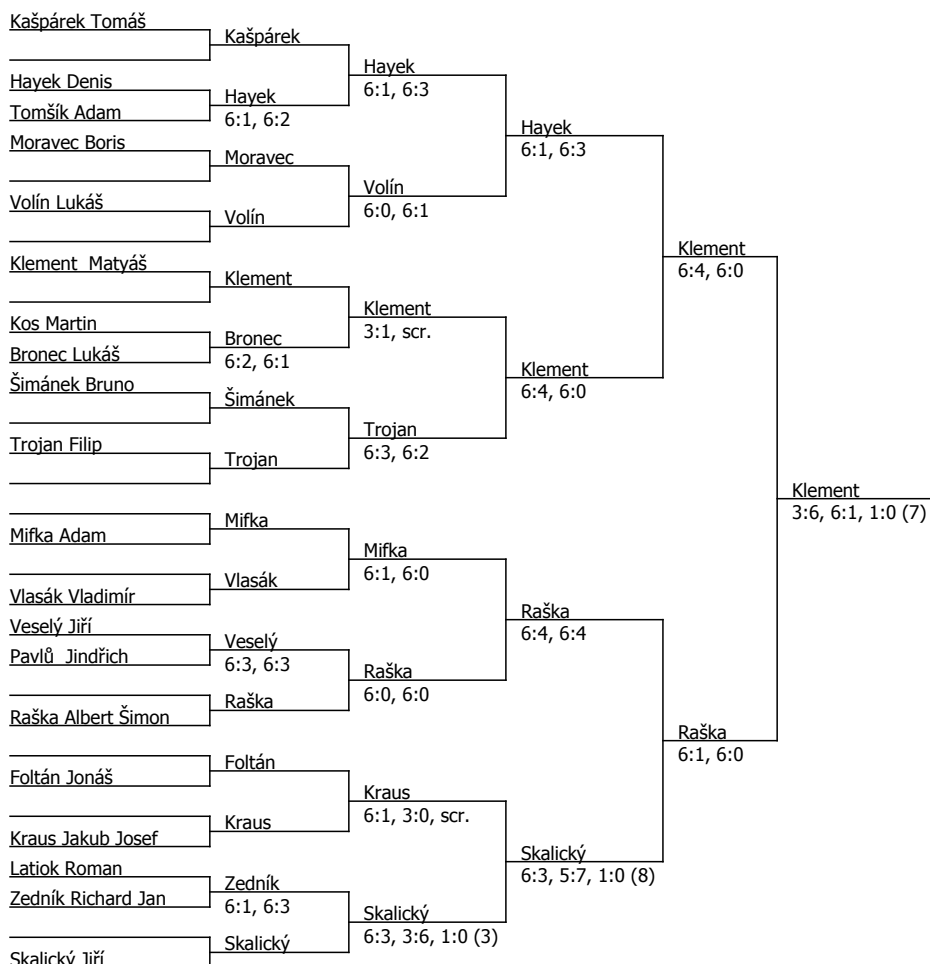 Kašpárek Tomáš
Hayek Denis
Tomšík Adam
Moravec Boris
Volín Lukáš
Klement  Matyáš
Kos Martin
Bronec Lukáš
Šimánek Bruno
Trojan Filip
Mifka Adam
Vlasák Vladimír
Veselý Jiří
Pavlů  Jindřich
Raška Albert Šimon
Foltán Jonáš
Kraus Jakub Josef
Latiok Roman
Zedník Richard Jan
Skalický Jiří
Kašpárek
Hayek
6:1, 6:2
Moravec
Volín
Klement
Bronec
6:2, 6:1
Šimánek
Trojan
Mifka
Vlasák
Veselý
6:3, 6:3
Raška
Foltán
Kraus
Zedník
6:1, 6:3
Skalický
Hayek
6:1, 6:3
Volín
6:0, 6:1
Klement
3:1, scr.
Trojan
6:3, 6:2
Mifka
6:1, 6:0
Raška
6:0, 6:0
Kraus
6:1, 3:0, scr.
Skalický
6:3, 3:6, 1:0 (3)
Hayek
6:1, 6:3
Klement
6:4, 6:0
Raška
6:4, 6:4
Skalický
6:3, 5:7, 1:0 (8)
Klement
6:4, 6:0
Raška
6:1, 6:0
Klement
3:6, 6:1, 1:0 (7)